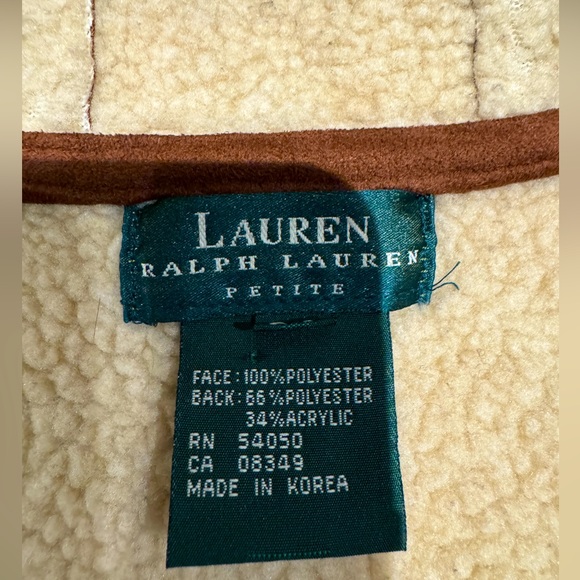 LAUREN
RALPH LAUREN
PETITE
FACE:100%POLYESTER
BACK:66%POLYESTER
34%ACRYLIC
RN 54050
CA 08349
MADE IN KOREA